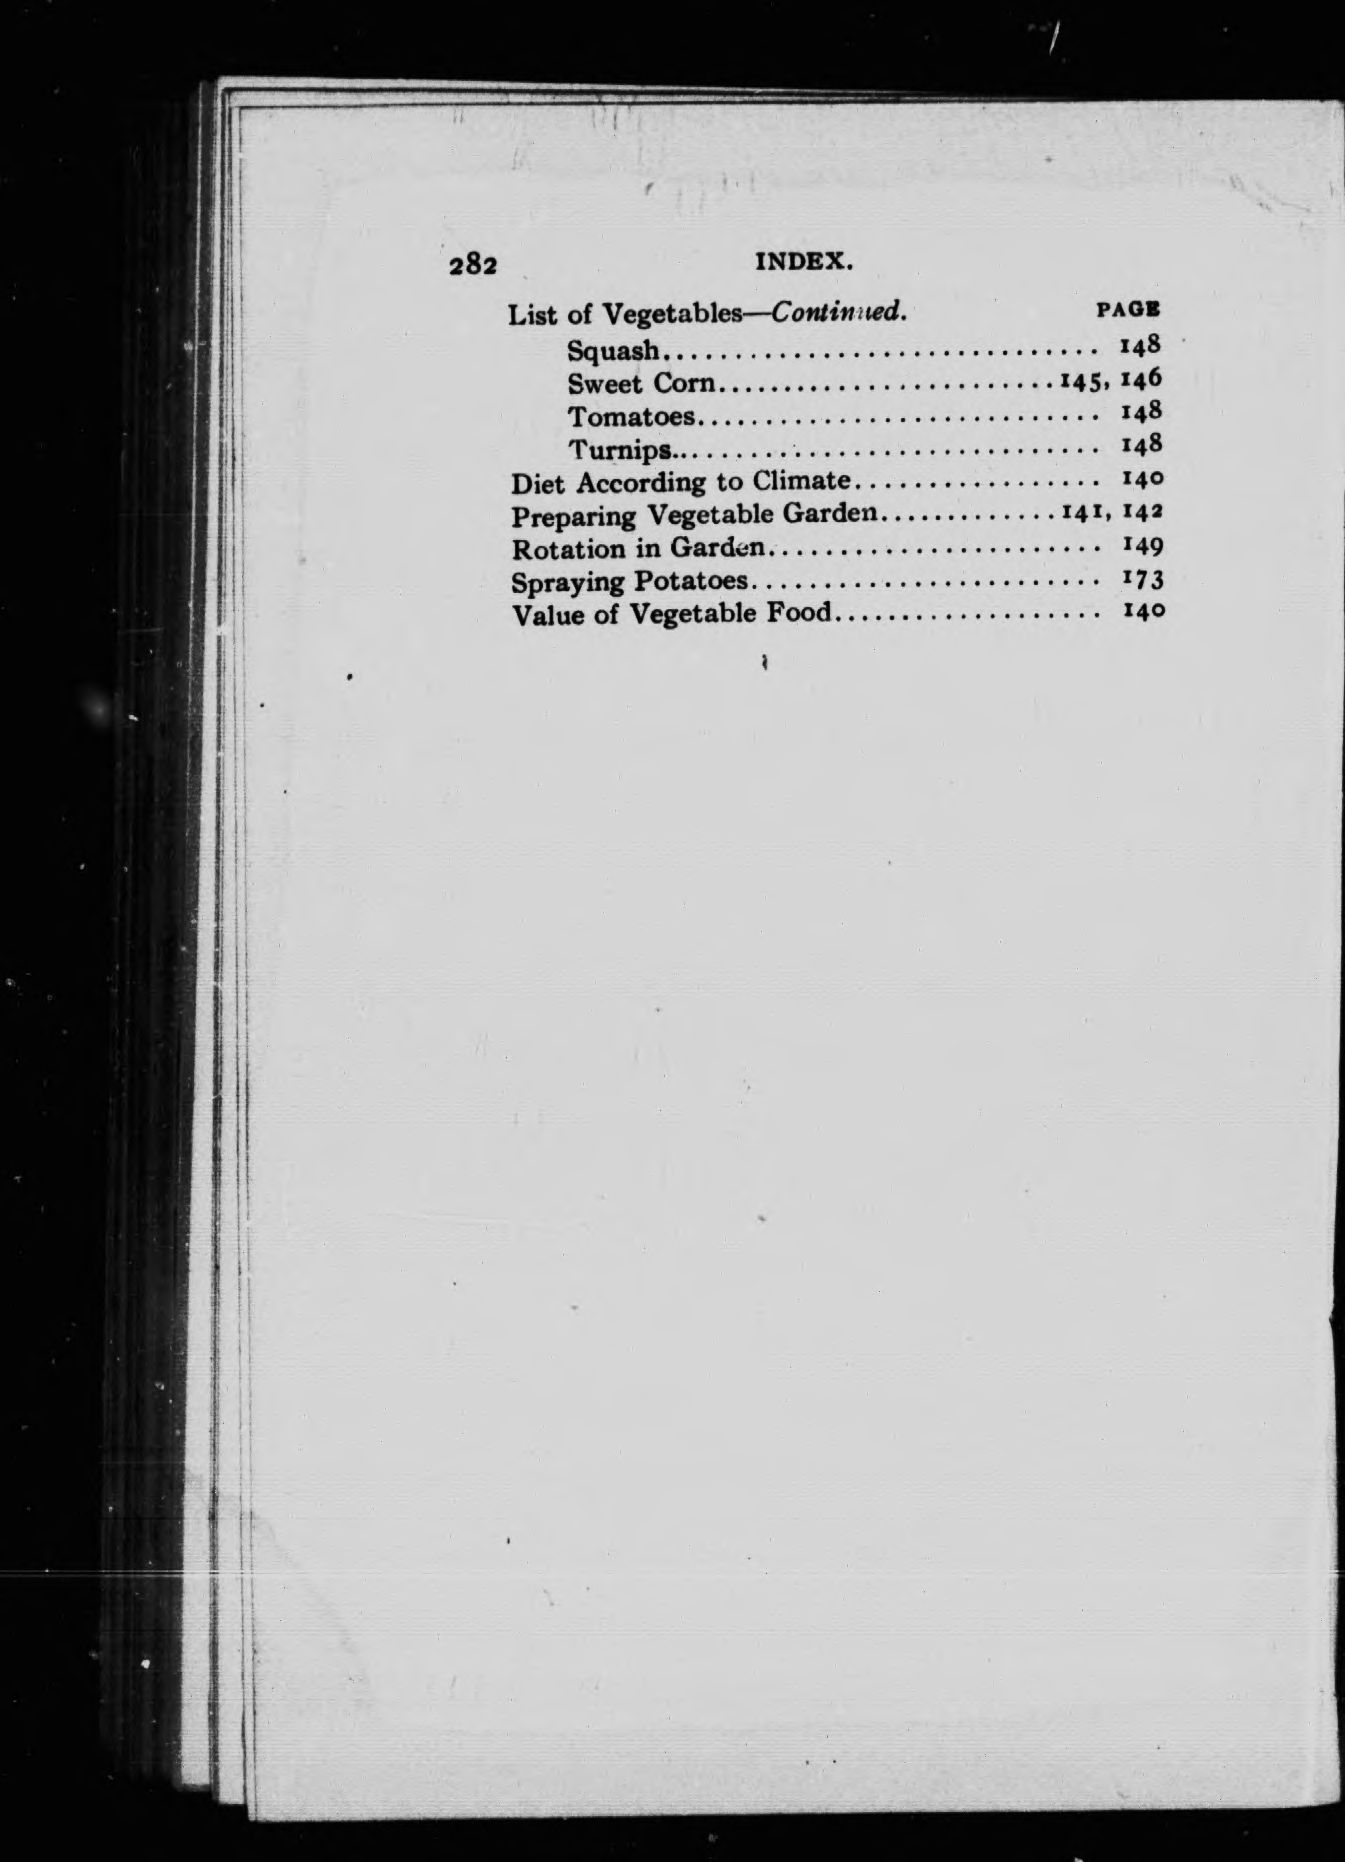 282 INDEX.
List of Vegetables—Continued. PAGE
Squash............................... 148
Sweet Corn........................145, 146
Tomatoes............................. 148
Turnips............................... 148
Diet According to Climate.................. 140
Preparing Vegetable Garden.............141, 142
Rotation in Garden........................ 149
Spraying Potatoes......................... 173
Value of Vegetable Food.................... 140